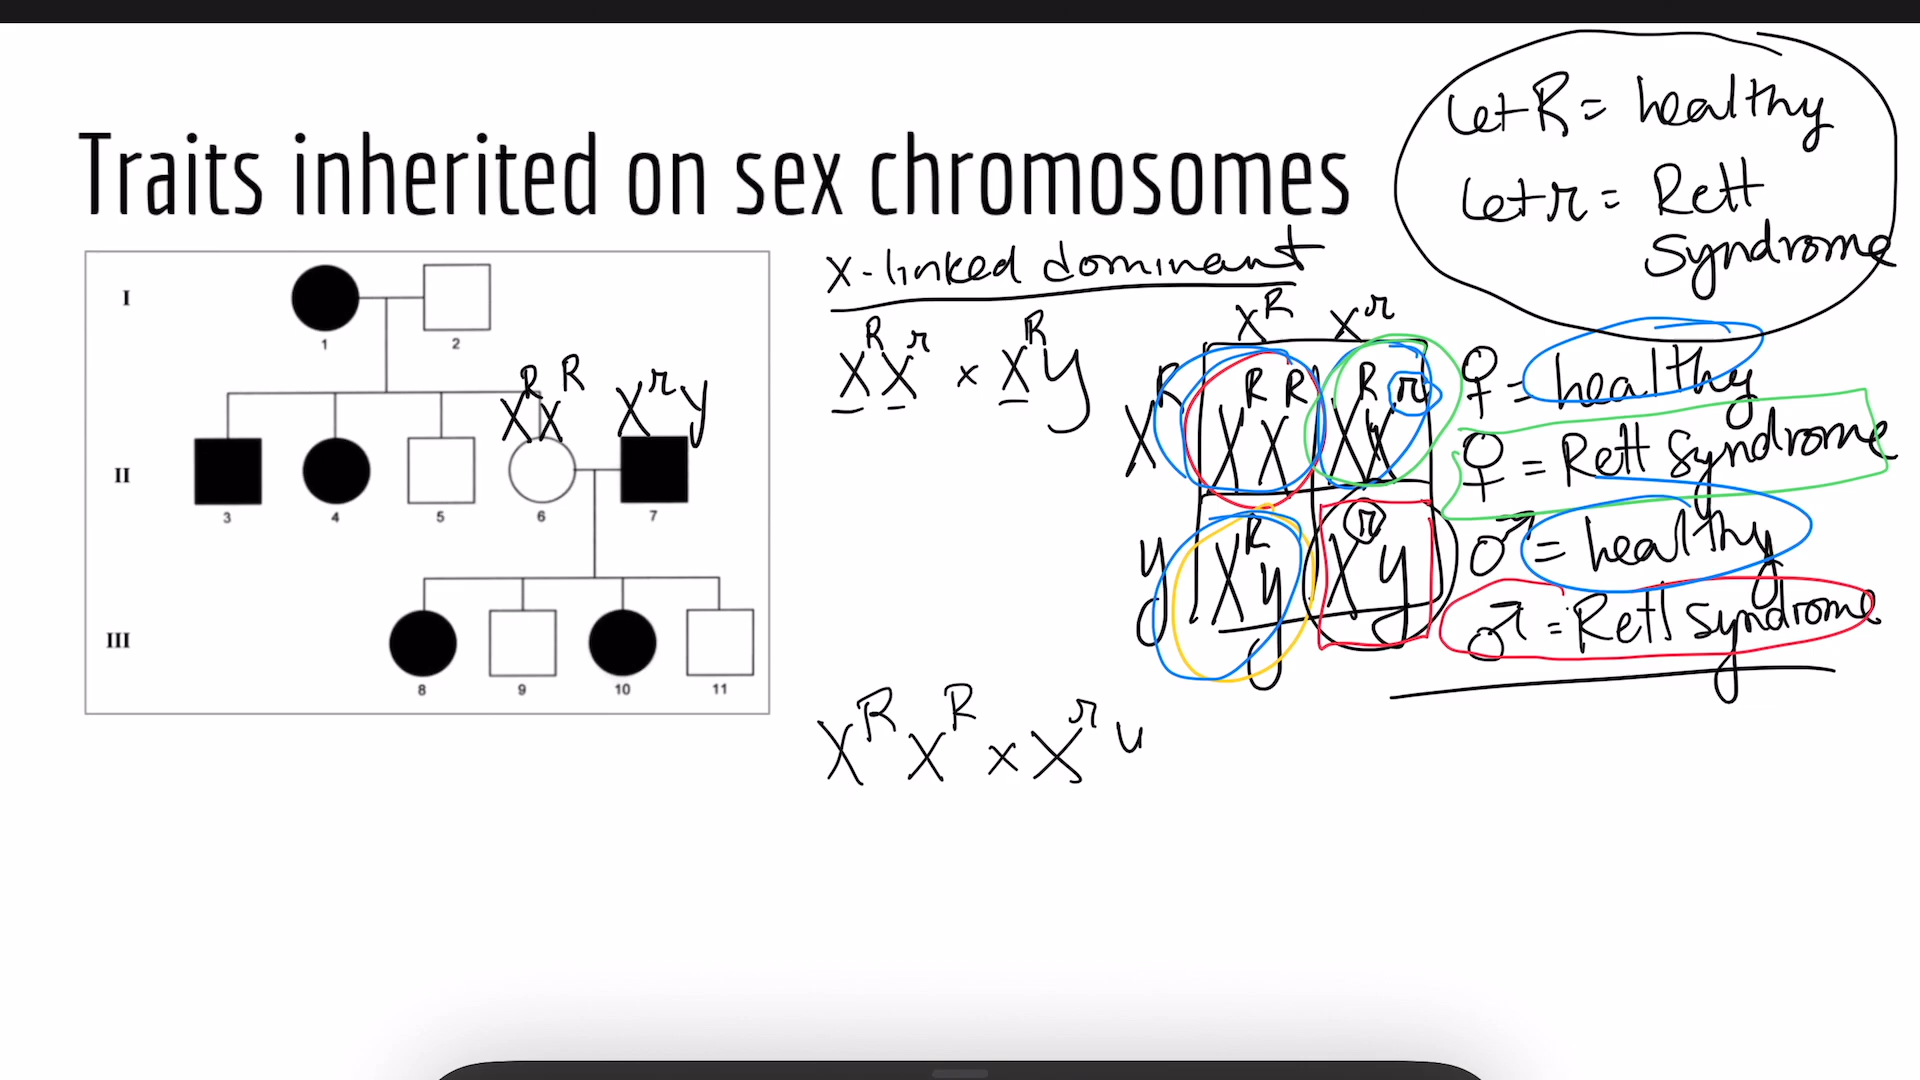 Let R = healthy
Let r = Rett
Syndrome
Traits inherited on sex chromosomes
X-linked dominant
X^R X^r × X^R y
X^R X^r
X^R X^R X^R X^r
y X^R y X^r y
♀ = healthy
♀ = Rett Syndrome
♂ = healthy
♂ = Rett Syndrome
I
1 2
X^R X^R X^r y
II
3 4 5 6 7
III
8 9 10 11
X^R X^R × X^r y